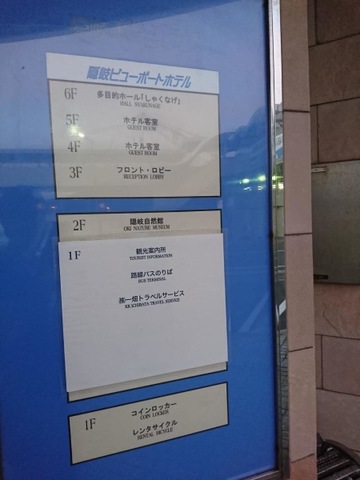 隠岐ビューポートホテル
6F 多目的ホール「しゃくなげ」
HALL SYAKUNAGE
5F ホテル客室
GUEST ROOM
4F ホテル客室
GUEST ROOM
3F フロント・ロビー
RECEPTION LOBBY
2F 隠岐自然館
OKI NATURE MUSEUM
1F 観光案内所
TOURIST INFORMATION
路線バスのりば
BUS TERMINAL
㈱一畑トラベルサービス
ICHIBATA TRAVEL SERVICE
1F コインロッカー
COIN LOCKER
レンタサイクル
RENTAL BICYCLE